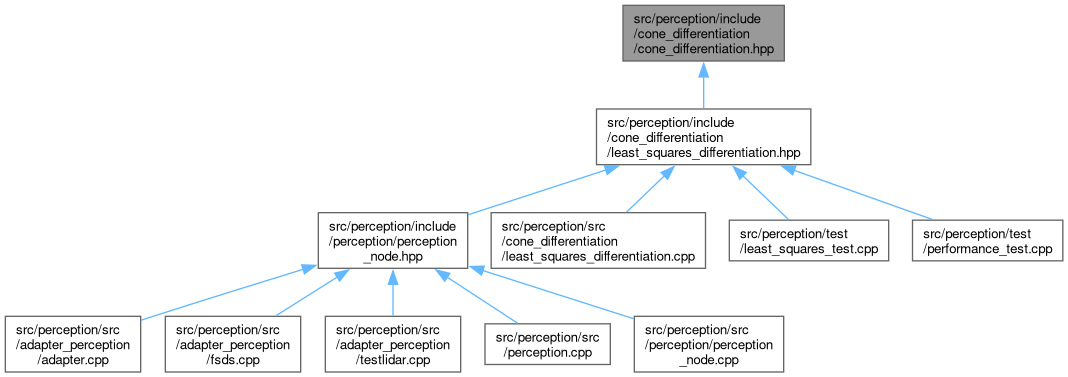 src/perception/include
/cone_differentiation
/cone_differentiation.hpp
src/perception/include
/cone_differentiation
/least_squares_differentiation.hpp
src/perception/include
/perception/perception
_node.hpp
src/perception/src
/cone_differentiation
/least_squares_differentiation.cpp
src/perception/test
/least_squares_test.cpp
src/perception/test
/performance_test.cpp
src/perception/src
/adapter_perception
/adapter.cpp
src/perception/src
/adapter_perception
/fsds.cpp
src/perception/src
/adapter_perception
/testlidar.cpp
src/perception/src
/perception.cpp
src/perception/src
/perception/perception
_node.cpp